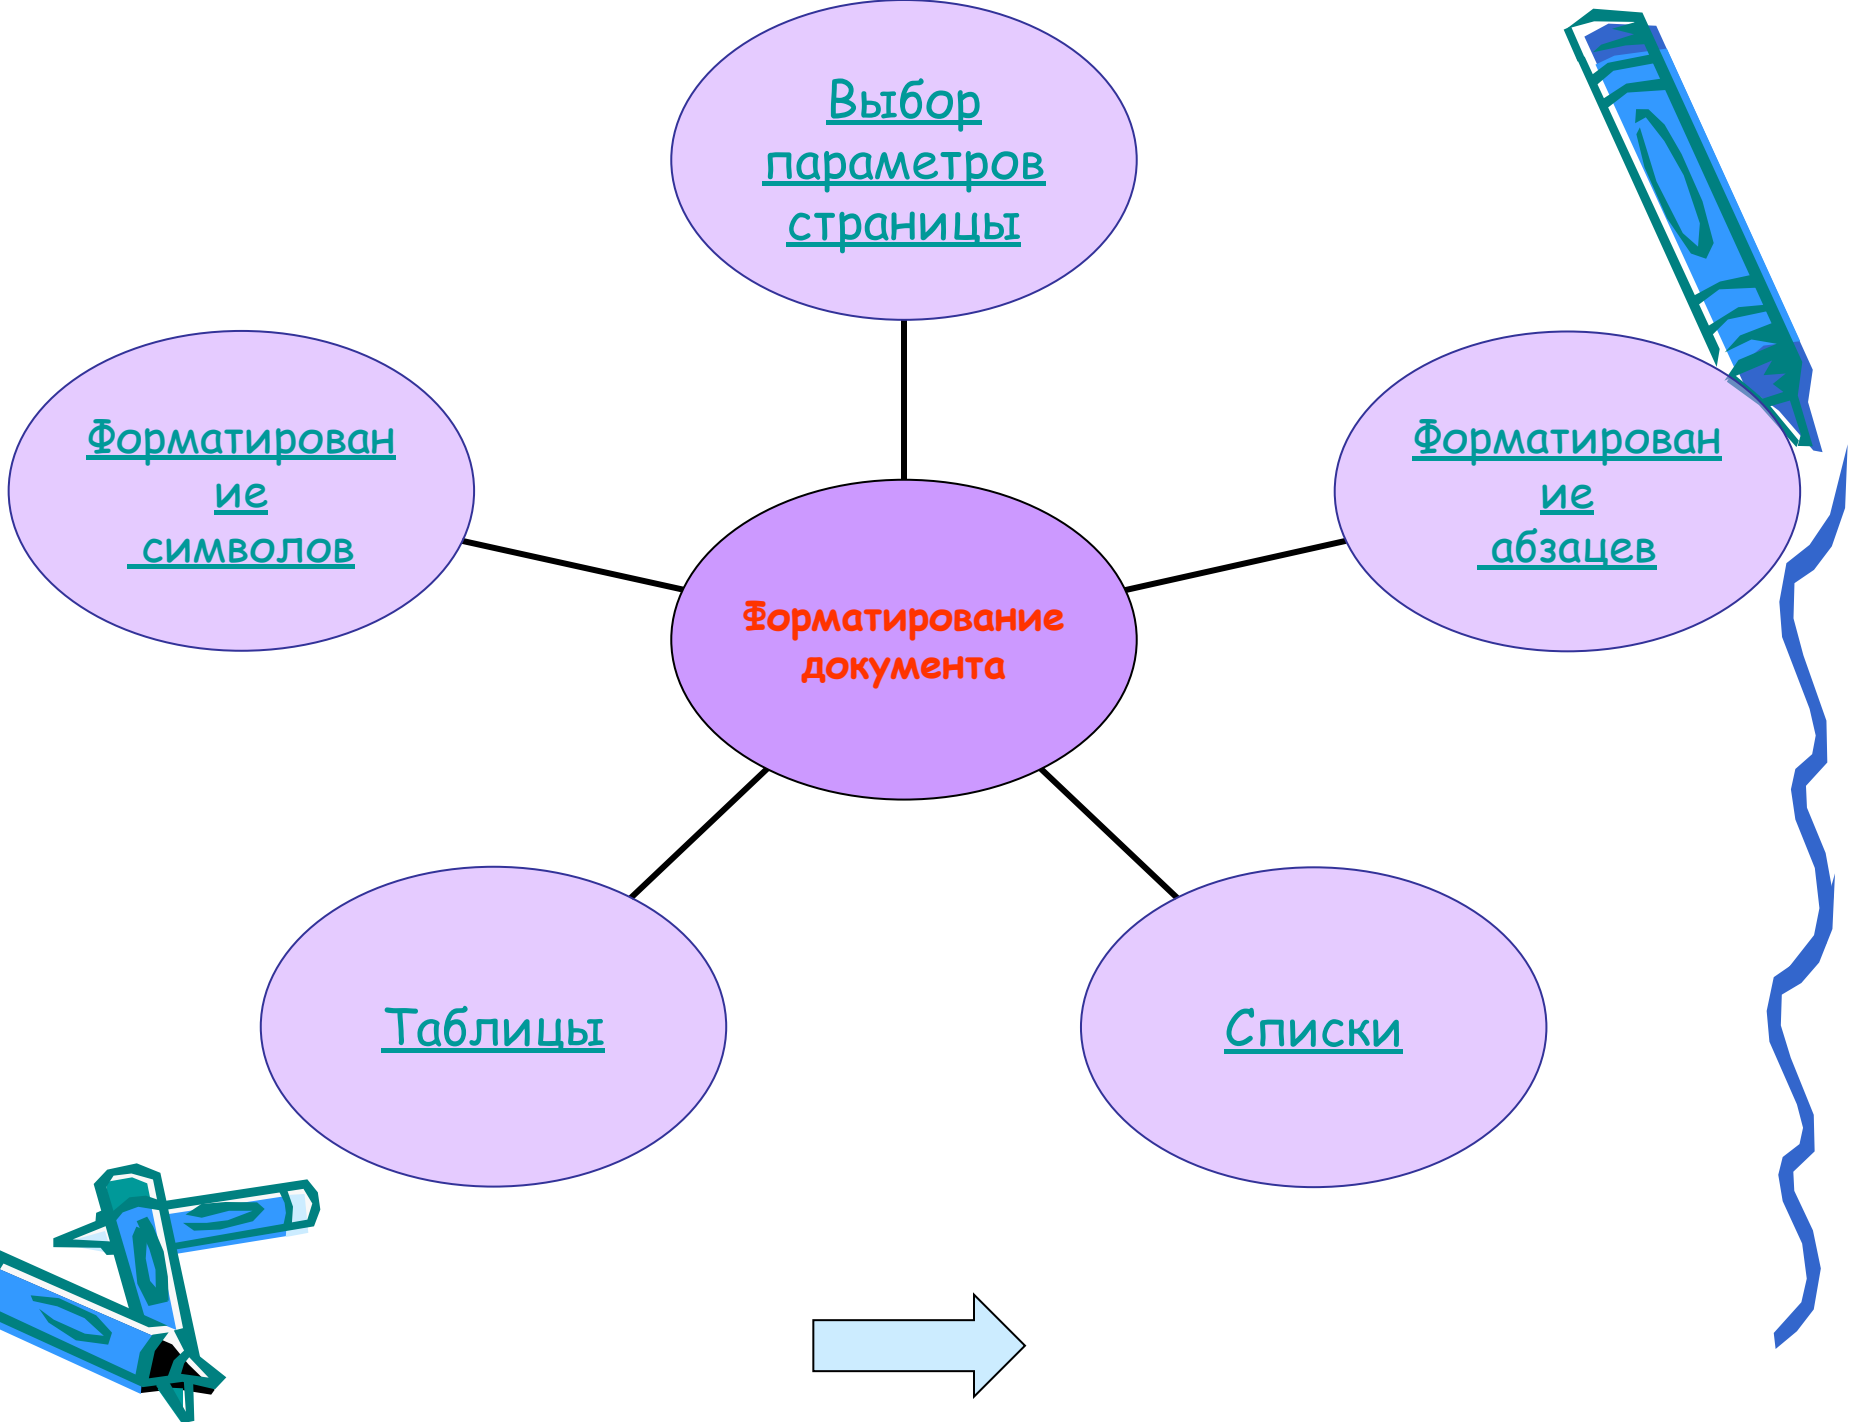 Выбор
параметров
страницы
Форматирован
ие
символов
Форматирован
ие
абзацев
Форматирование
документа
Таблицы
Списки